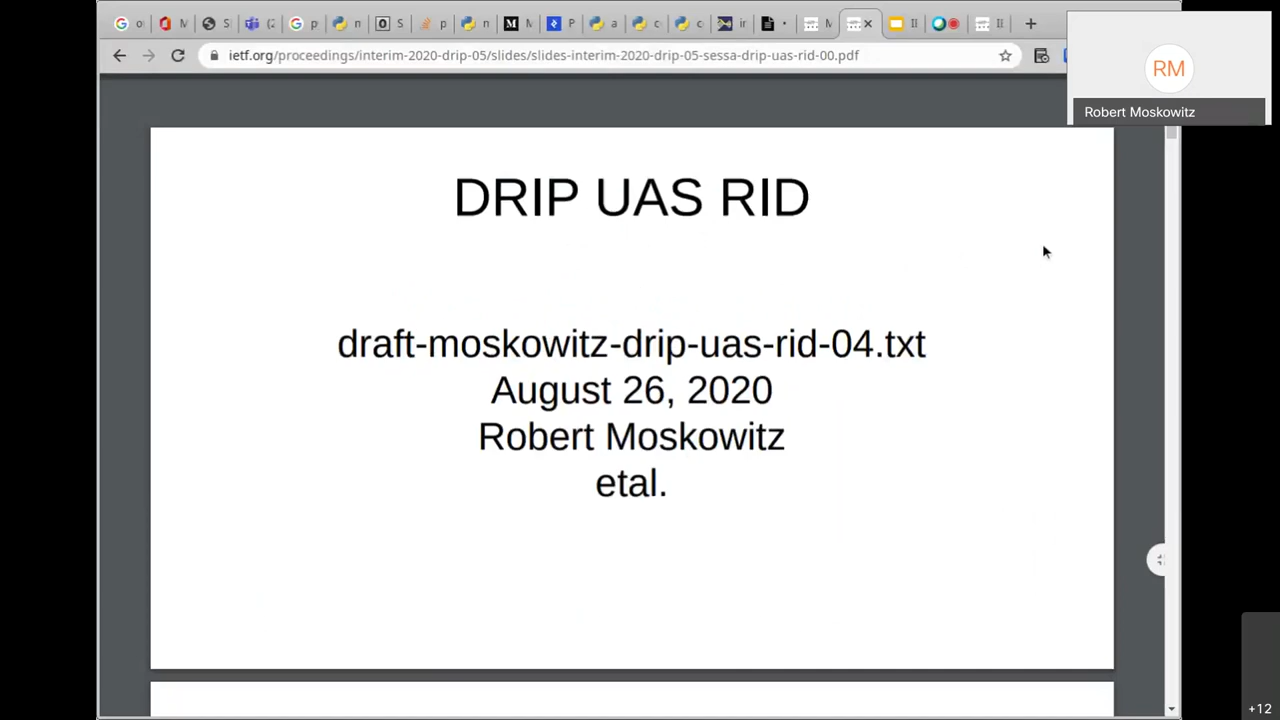 ietf.org/proceedings/interim-2020-drip-05/slides/slides-interim-2020-drip-05-sessa-drip-uas-rid-00.pdf
RM
Robert Moskowitz
DRIP UAS RID
draft-moskowitz-drip-uas-rid-04.txt
August 26, 2020
Robert Moskowitz
etal.
+12